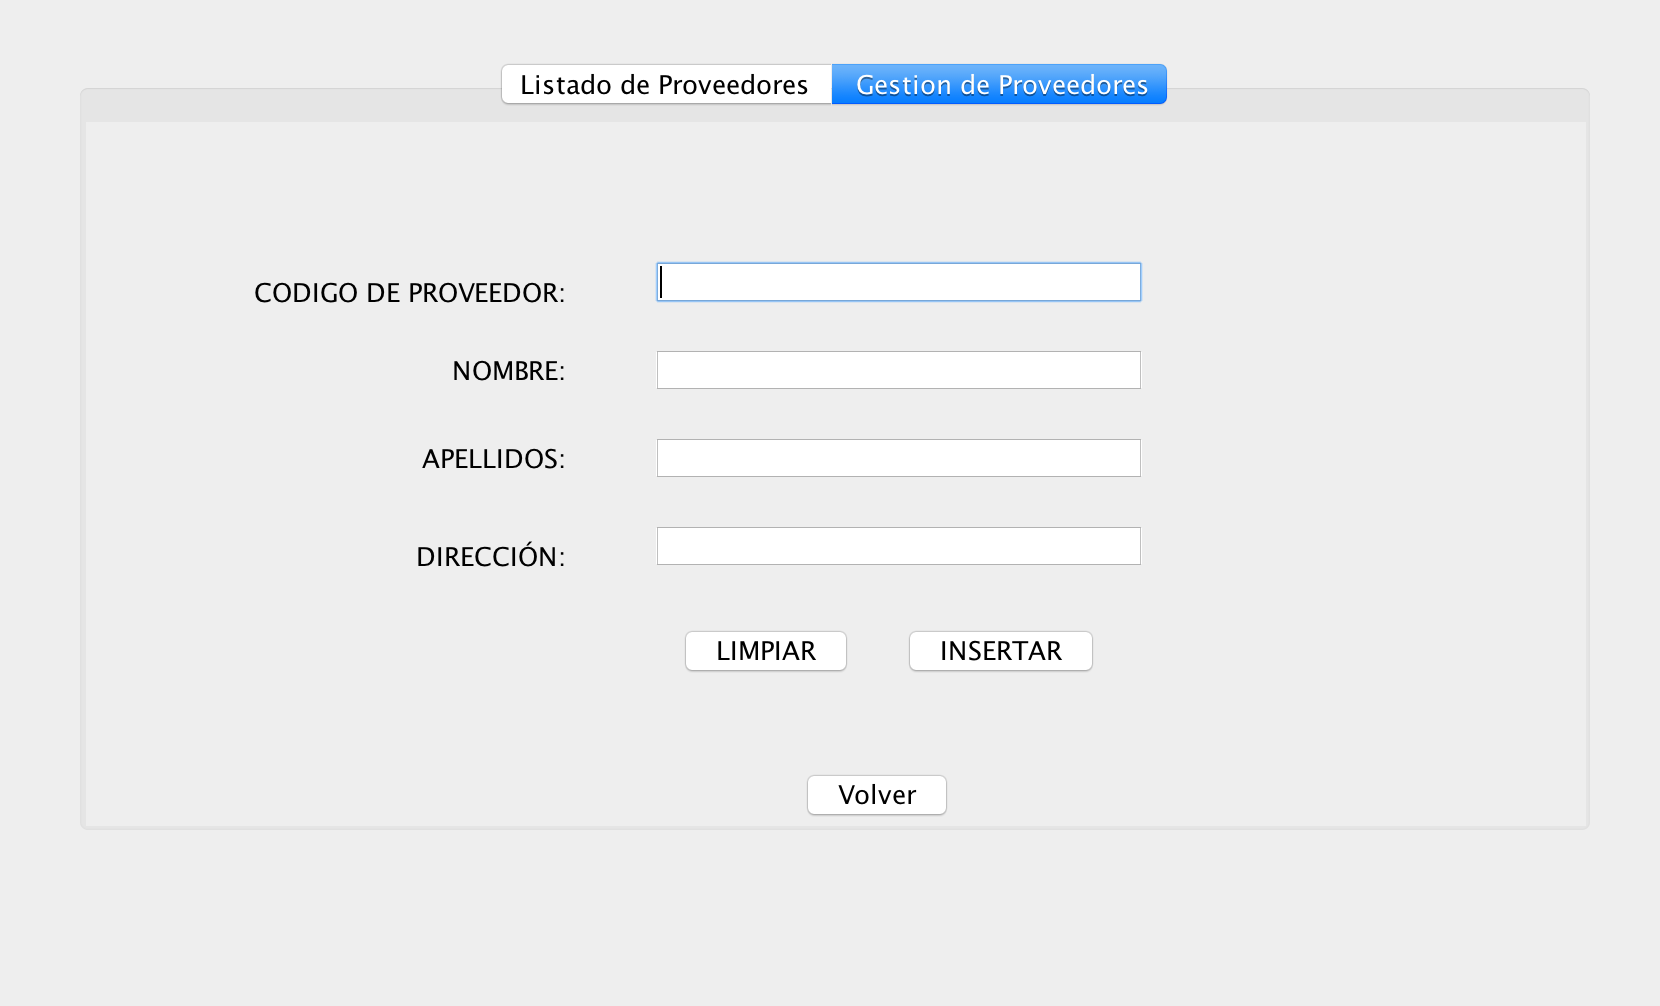 Listado de Proveedores Gestion de Proveedores
CODIGO DE PROVEEDOR:
NOMBRE:
APELLIDOS:
DIRECCIÓN:
LIMPIAR INSERTAR
Volver